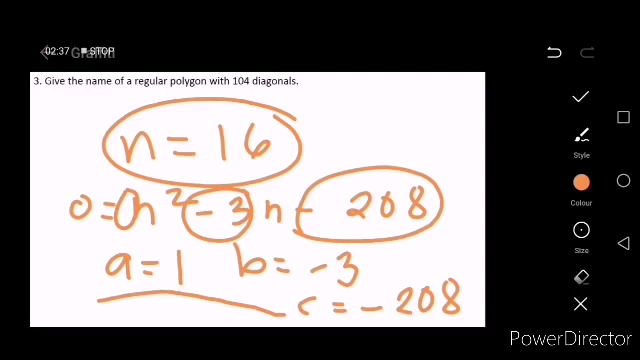 02:37 ■ STOP
Graffiti
3. Give the name of a regular polygon with 104 diagonals.
n = 16
0 = n² - 3n - 208
a = 1 b = -3
c = -208
Style
Colour
Size
PowerDirector